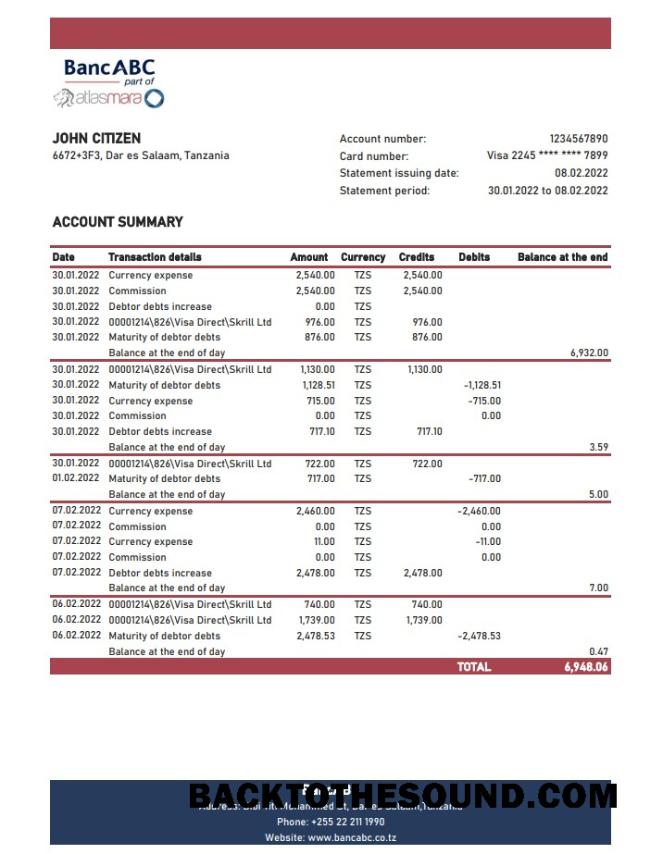 BancABC
part of
atlasmara
JOHN CITIZEN
6672+3F3, Dar es Salaam, Tanzania
Account number: 1234567890
Card number: Visa 2245 **** **** 7899
Statement issuing date: 08.02.2022
Statement period: 30.01.2022 to 08.02.2022
ACCOUNT SUMMARY
Date Transaction details Amount Currency Credits Debits Balance at the end
30.01.2022 Currency expense 2,540.00 TZS 2,540.00
30.01.2022 Commission 2,540.00 TZS 2,540.00
30.01.2022 Debtor debts increase 0.00 TZS
30.01.2022 00001214\826\Visa Direct\Skrill Ltd 976.00 TZS 976.00
30.01.2022 Maturity of debtor debts 876.00 TZS 876.00
Balance at the end of day 6,932.00
30.01.2022 00001214\826\Visa Direct\Skrill Ltd 1,130.00 TZS 1,130.00
30.01.2022 Maturity of debtor debts 1,128.51 TZS -1,128.51
30.01.2022 Currency expense 715.00 TZS -715.00
30.01.2022 Commission 0.00 TZS 0.00
30.01.2022 Debtor debts increase 717.10 TZS 717.10
Balance at the end of day 3.59
30.01.2022 00001214\826\Visa Direct\Skrill Ltd 722.00 TZS 722.00
01.02.2022 Maturity of debtor debts 717.00 TZS -717.00
Balance at the end of day 5.00
07.02.2022 Currency expense 2,460.00 TZS -2,460.00
07.02.2022 Commission 0.00 TZS 0.00
07.02.2022 Currency expense 11.00 TZS -11.00
07.02.2022 Commission 0.00 TZS 0.00
07.02.2022 Debtor debts increase 2,478.00 TZS 2,478.00
Balance at the end of day 7.00
06.02.2022 00001214\826\Visa Direct\Skrill Ltd 740.00 TZS 740.00
06.02.2022 00001214\826\Visa Direct\Skrill Ltd 1,739.00 TZS 1,739.00
06.02.2022 Maturity of debtor debts 2,478.53 TZS -2,478.53
Balance at the end of day 0.47
TOTAL 6,948.06
BACKTOTHESOUND.COM
Phone: +255 22 211 1990
Website: www.bancabc.co.tz